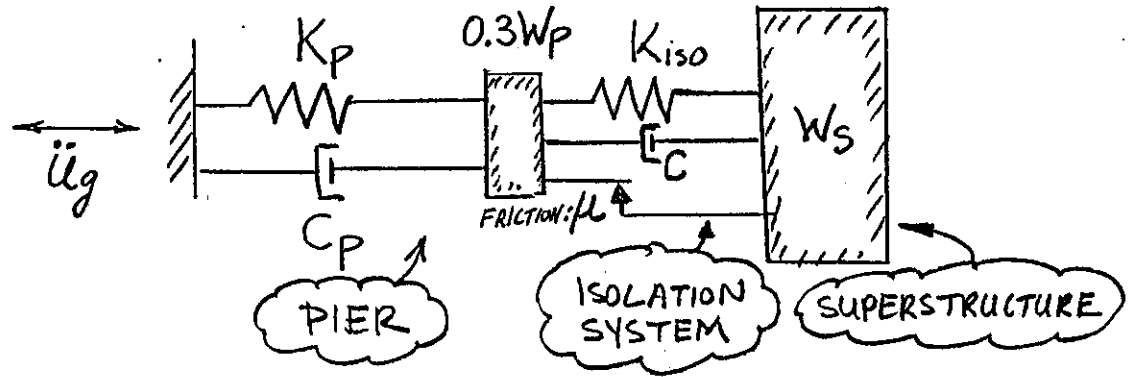 Kp
0.3Wp
Kiso
Ws
üg
C
Cp
FRICTION: μ
PIER
ISOLATION
SYSTEM
SUPERSTRUCTURE